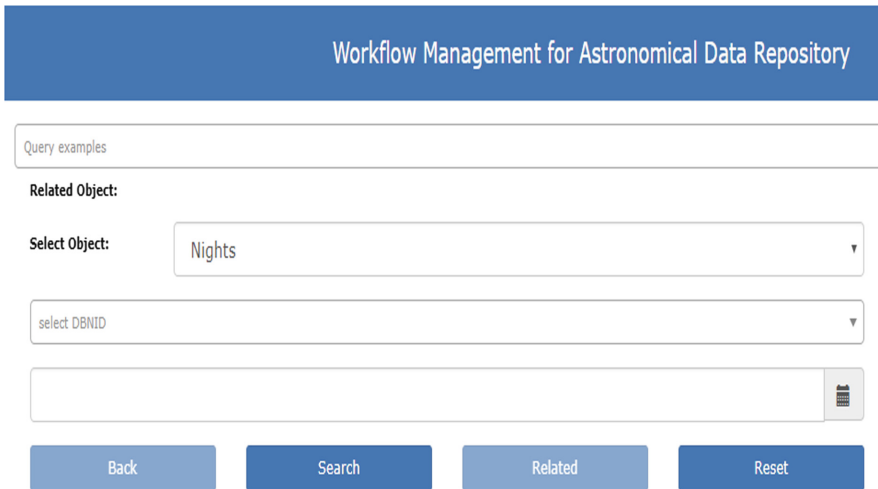 Workflow Management for Astronomical Data Repository
Query examples
Related Object:
Select Object:
Nights
select DBNID
Back
Search
Related
Reset